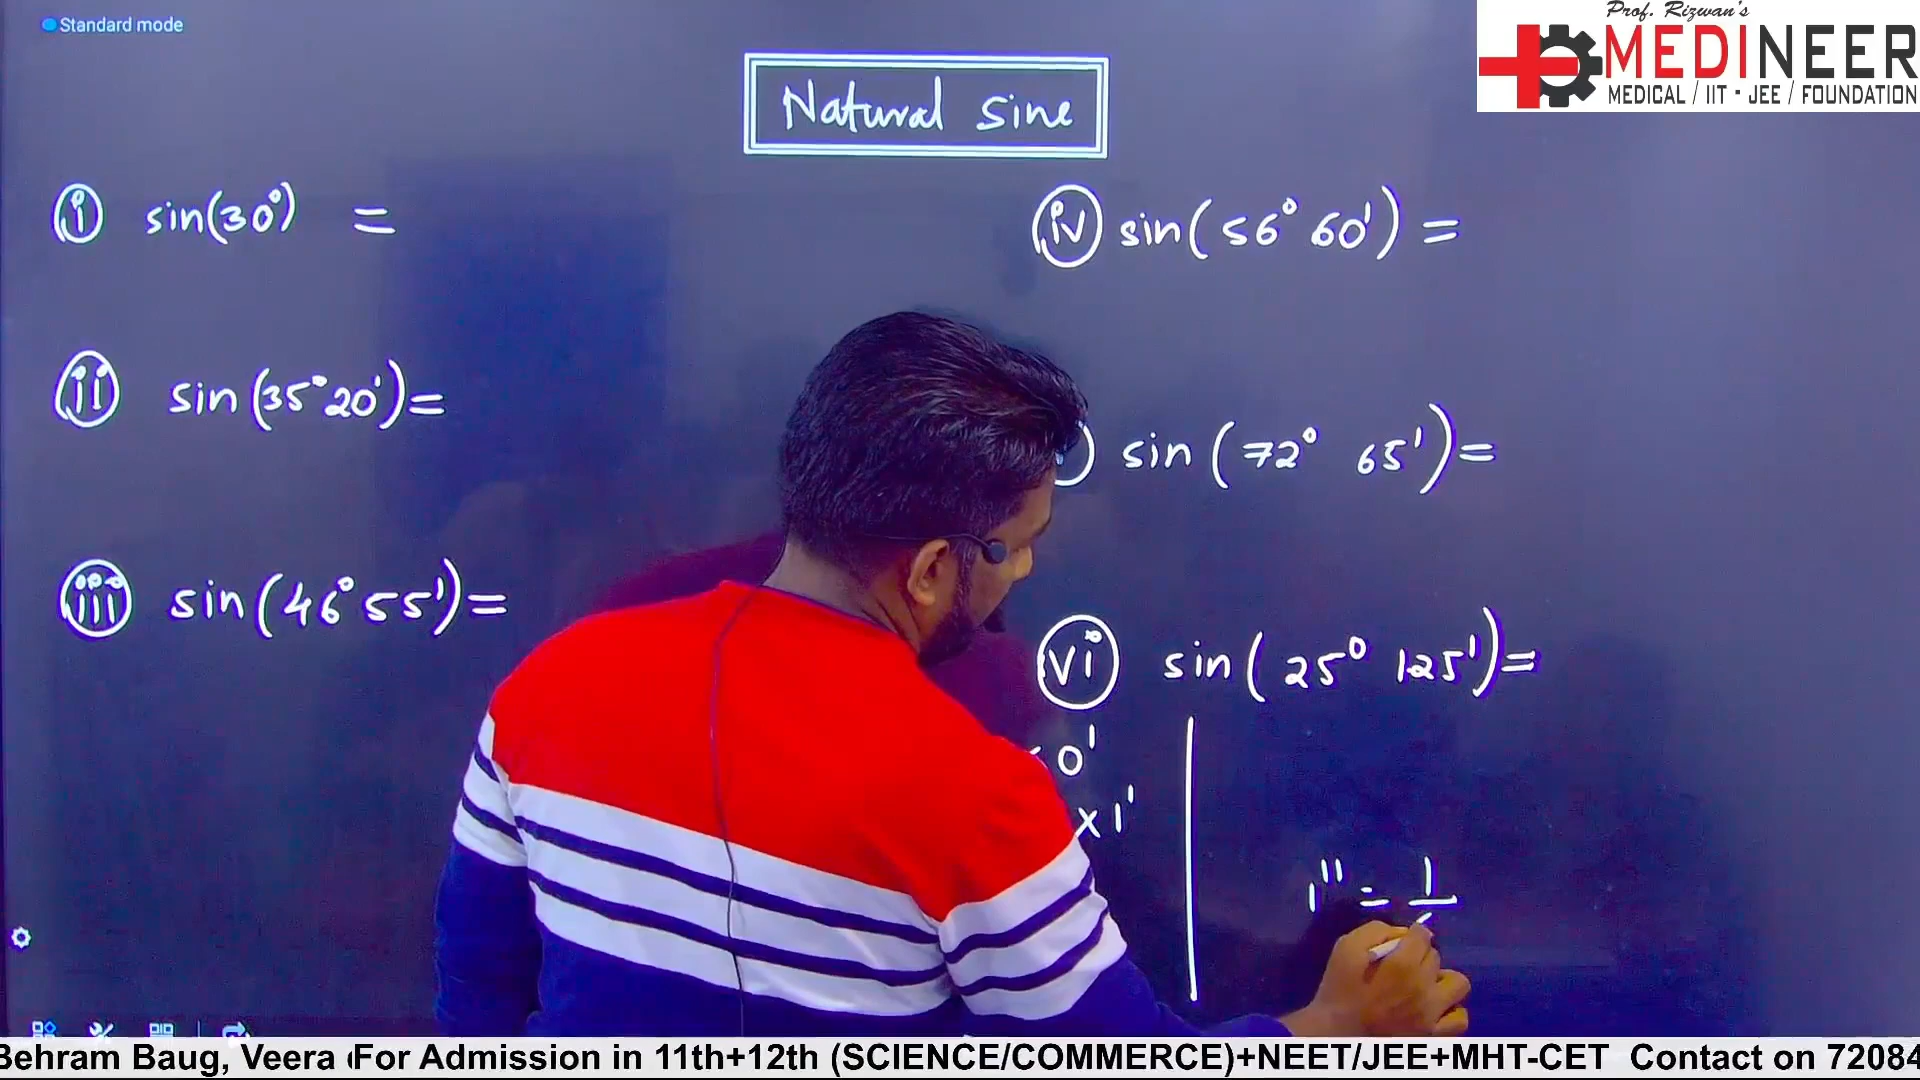 Standard mode
Prof. Rizwan's
MEDINEER
MEDICAL / IIT - JEE / FOUNDATION
Natural sine
(i) sin(30°) =
(ii) sin(35°20')=
(iii) sin(46°55')=
(iv) sin(56° 60') =
sin(72° 65')=
(vi) sin(25° 125')=
0'
×1'
1'' = 1
Behram Baug, Veera For Admission in 11th+12th (SCIENCE/COMMERCE)+NEET/JEE+MHT-CET Contact on 72084